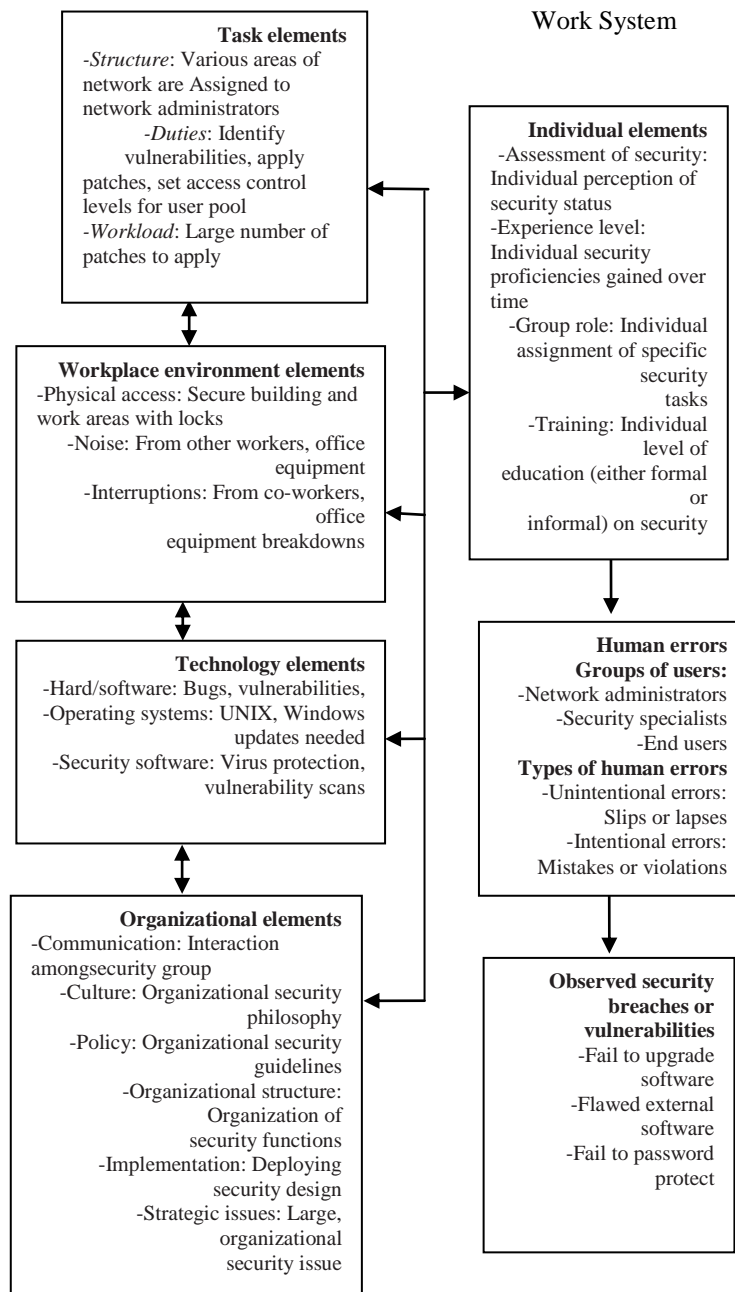 Work System
Task elements
-Structure: Various areas of
network are Assigned to
network administrators
-Duties: Identify
vulnerabilities, apply
patches, set access control
levels for user pool
-Workload: Large number of
patches to apply
Workplace environment elements
-Physical access: Secure building and
work areas with locks
-Noise: From other workers, office
equipment
-Interruptions: From co-workers,
office
equipment breakdowns
Technology elements
-Hard/software: Bugs, vulnerabilities,
-Operating systems: UNIX, Windows
updates needed
-Security software: Virus protection,
vulnerability scans
Organizational elements
-Communication: Interaction
amongsecurity group
-Culture: Organizational security
philosophy
-Policy: Organizational security
guidelines
-Organizational structure:
Organization of
security functions
-Implementation: Deploying
security design
-Strategic issues: Large,
organizational
security issue
Individual elements
-Assessment of security:
Individual perception of
security status
-Experience level:
Individual security
proficiencies gained over
time
-Group role: Individual
assignment of specific
security
tasks
-Training: Individual
level of
education (either formal
or
informal) on security
Human errors
Groups of users:
-Network administrators
-Security specialists
-End users
Types of human errors
-Unintentional errors:
Slips or lapses
-Intentional errors:
Mistakes or violations
Observed security
breaches or
vulnerabilities
-Fail to upgrade
software
-Flawed external
software
-Fail to password
protect